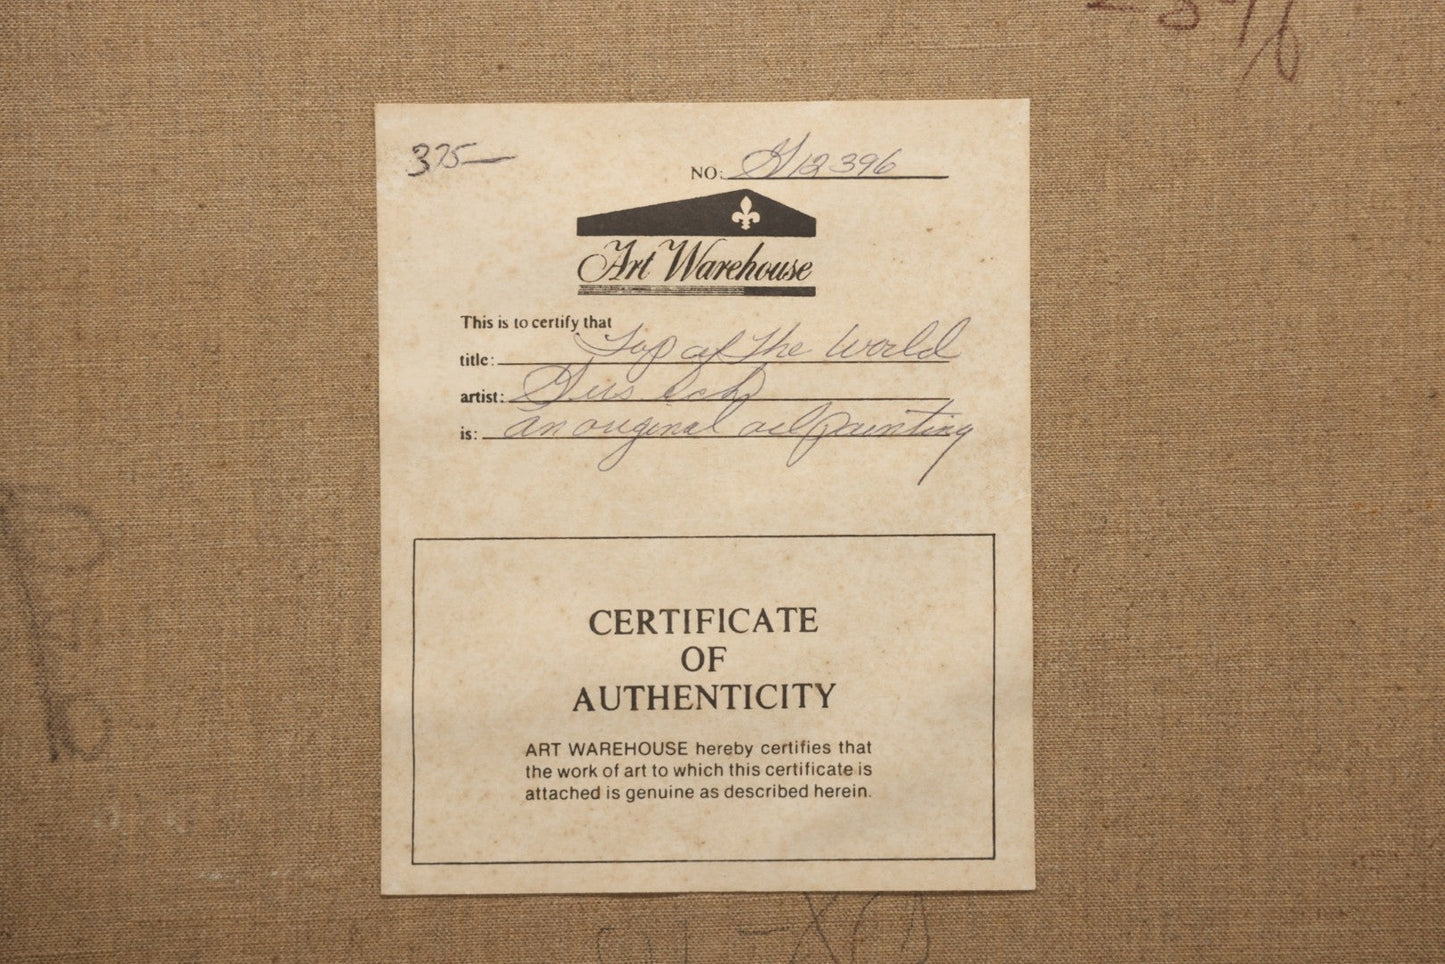 375—
NO: G12396
Art Warehouse
This is to certify that
title: Top of the World
artist: Gus
is: an original oil painting
CERTIFICATE
OF
AUTHENTICITY
ART WAREHOUSE hereby certifies that
the work of art to which this certificate is
attached is genuine as described herein.